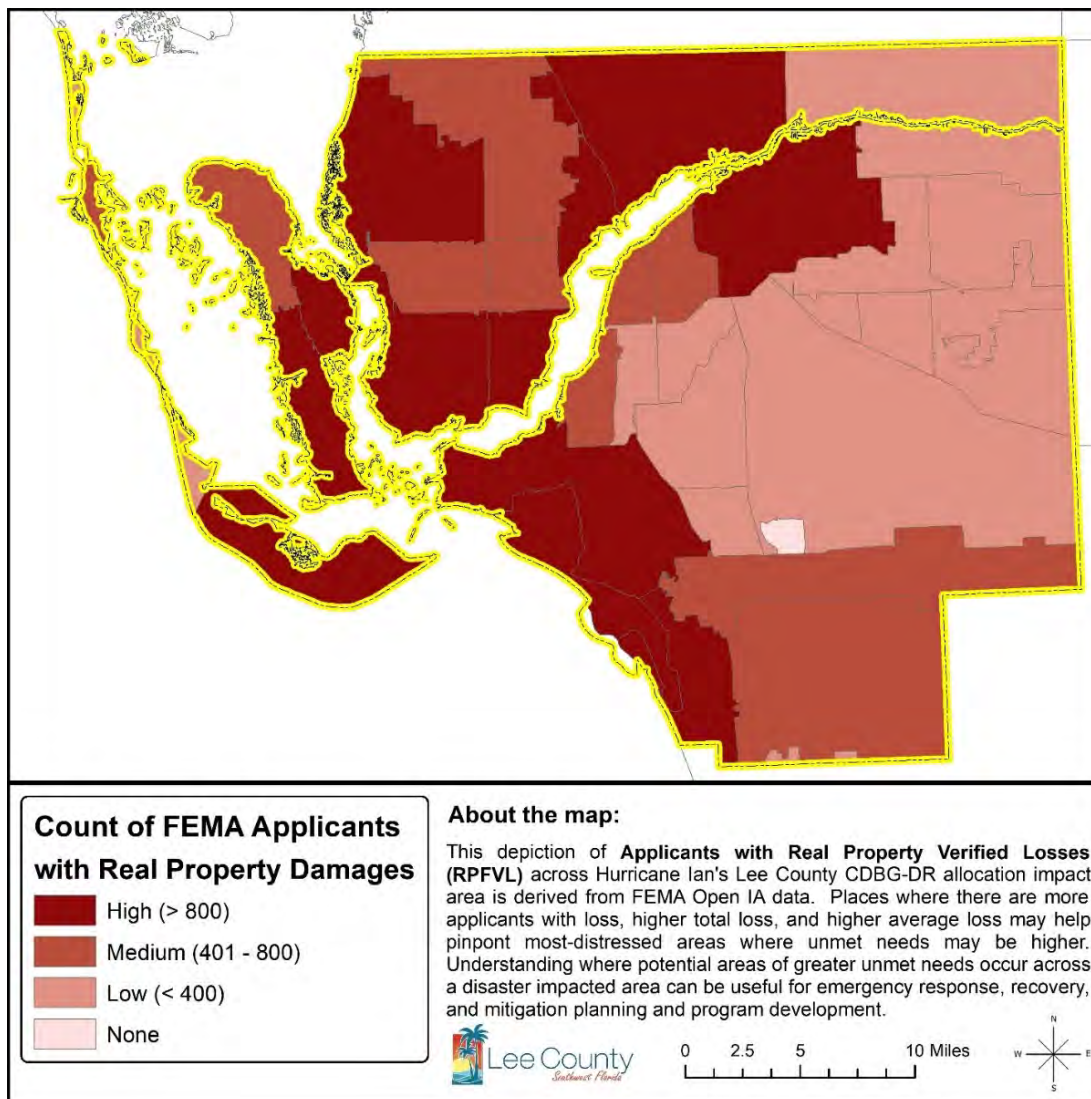 Count of FEMA Applicants
with Real Property Damages
High (> 800)
Medium (401 - 800)
Low (< 400)
None
About the map:
This depiction of Applicants with Real Property Verified Losses
(RPFVL) across Hurricane Ian's Lee County CDBG-DR allocation impact
area is derived from FEMA Open IA data. Places where there are more
applicants with loss, higher total loss, and higher average loss may help
pinpont most-distressed areas where unmet needs may be higher.
Understanding where potential areas of greater unmet needs occur across
a disaster impacted area can be useful for emergency response, recovery,
and mitigation planning and program development.
Lee County
Southwest Florida
0 2.5 5 10 Miles
N
W E
S